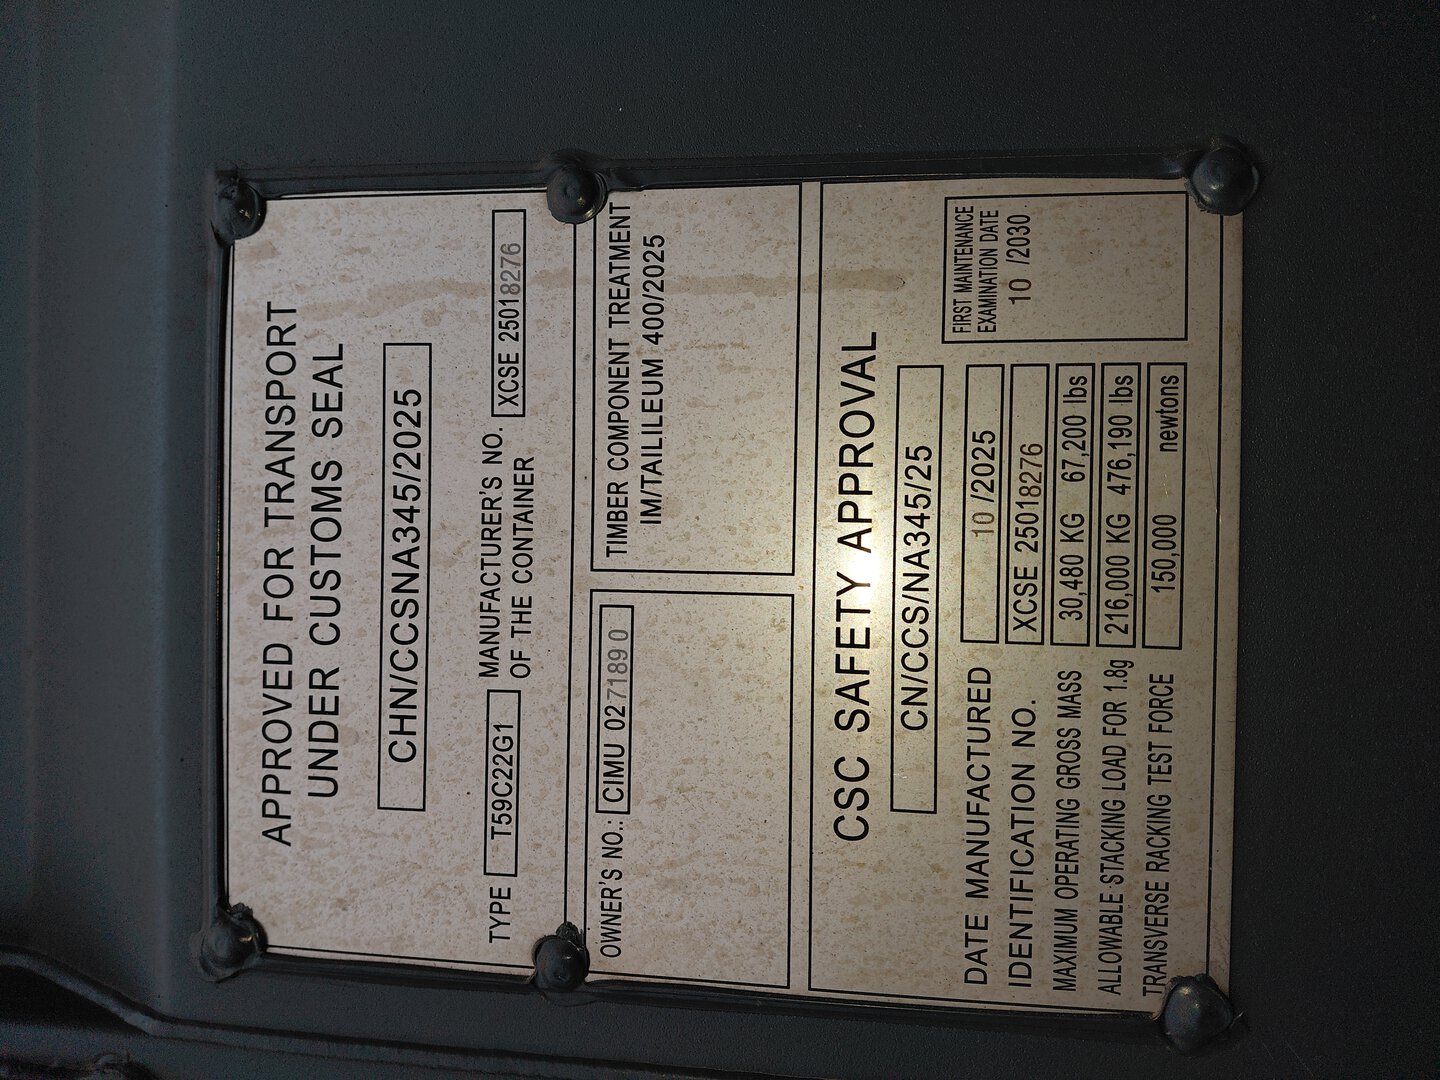 APPROVED FOR TRANSPORT
UNDER CUSTOMS SEAL
CHN/CCSNA345/2025
TYPE T59C22G1 MANUFACTURER'S NO. OF THE CONTAINER XCSE 25018276
OWNER'S NO.: CIMU 027189 0
TIMBER COMPONENT TREATMENT
IM/TAILILEUM 400/2025
CSC SAFETY APPROVAL
CN/CCS/NA345/25
FIRST MAINTENANCE
EXAMINATION DATE
10 /2030
DATE MANUFACTURED 10 /2025
IDENTIFICATION NO. XCSE 25018276
MAXIMUM OPERATING GROSS MASS 30,480 KG 67,200 lbs
ALLOWABLE STACKING LOAD FOR 1.8g 216,000 KG 476,190 lbs
TRANSVERSE RACKING TEST FORCE 150,000 newtons